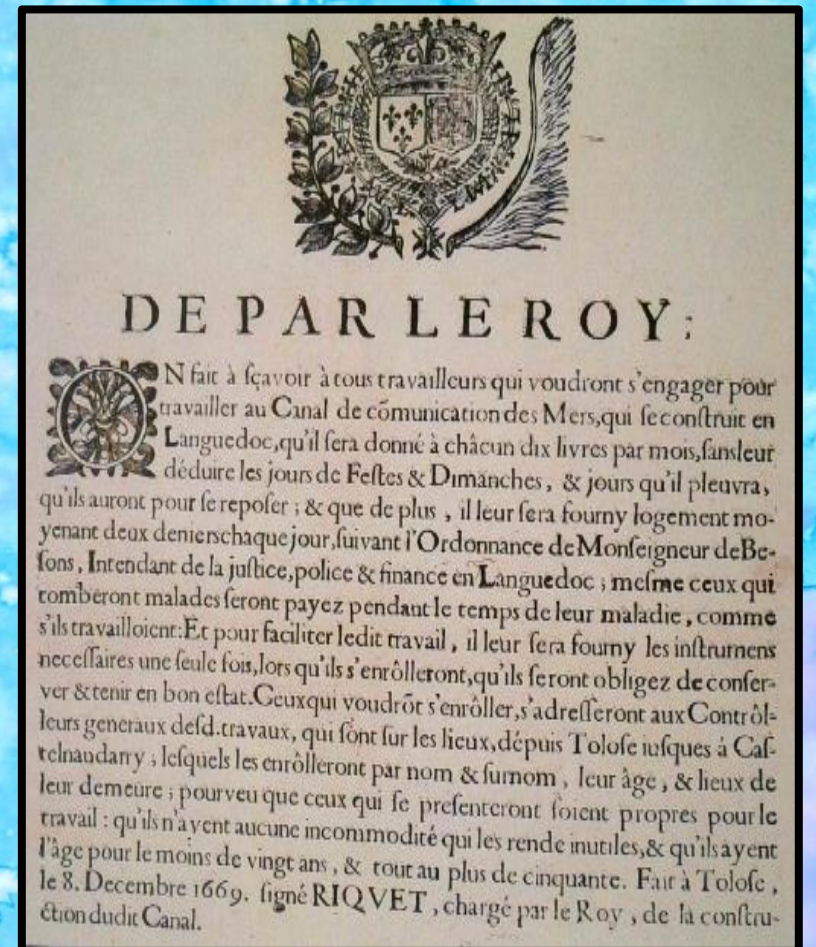 DE PAR LE ROY;
ON fait à sçavoir à tous travailleurs qui voudront s'engager pour
travailler au Canal de cõmunication des Mers, qui se construit en
Languedoc, qu'il sera donné à châcun dix livres par mois, sans leur
déduire les jours de Festes & Dimanches, & jours qu'il pleuvra,
qu'ils auront pour se reposer; & que de plus, il leur sera fourny logement mo-
yenant deux deniers chaque jour, suivant l'Ordonnance de Monseigneur de Be-
sons, Intendant de la justice, police & finance en Languedoc; mesme ceux qui
tomberont malades seront payez pendant le temps de leur maladie, comme
s'ils travailloient: Et pour faciliter ledit travail, il leur sera fourny les instrumens
necessaires une seule fois, lors qu'ils s'enrôlleront, qu'ils seront obligez de conser-
ver & tenir en bon estat. Ceux qui voudrõt s'enrôller, s'adresseront aux Contrôl-
leurs generaux desd. travaux, qui sont sur les lieux, dépuis Tolose iusques à Cas-
telnaudarry; lesquels les enrôlleront par nom & surnom, leur âge, & lieux de
leur demeure; pourveu que ceux qui se presenteront soient propres pour le
travail: qu'ils n'ayent aucune incommodité qui les rende inutiles, & qu'ils ayent
l'âge pour le moins de vingt ans, & tout au plus de cinquante. Fait à Tolose,
le 8. Decembre 1669. signé RIQVET, chargé par le Roy, de la constru-
ction dudit Canal.